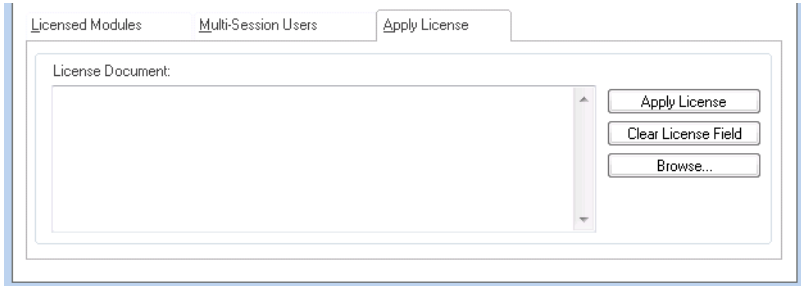 Licensed Modules Multi-Session Users Apply License
License Document:
Apply License
Clear License Field
Browse...